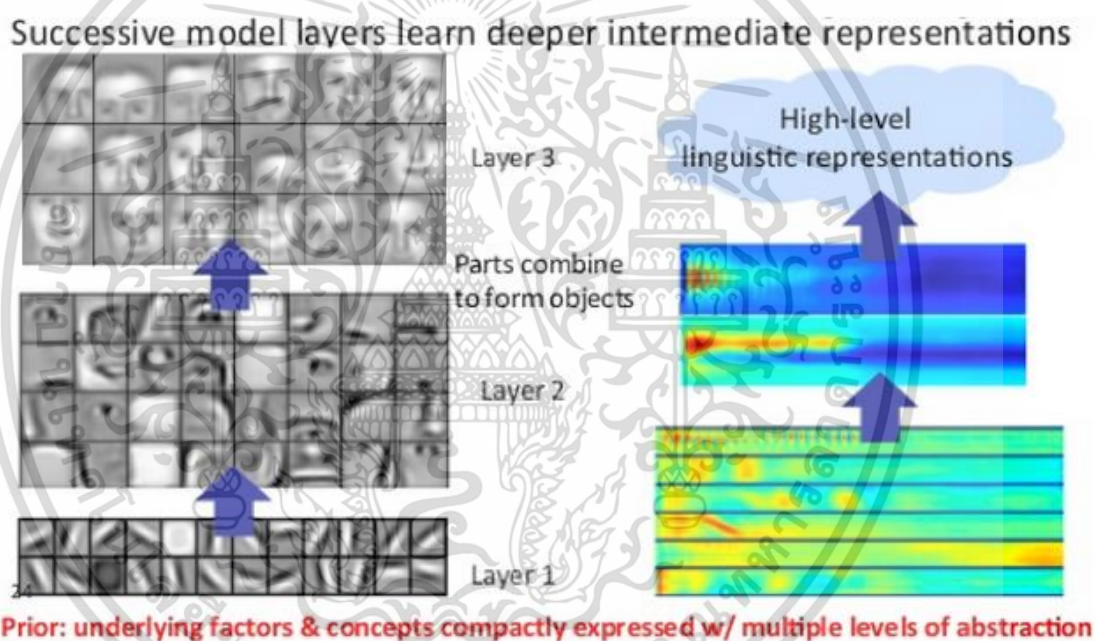 Successive model layers learn deeper intermediate representations
High-level
linguistic representations
Layer 3
Parts combine
to form objects
Layer 2
Layer 1
24
Prior: underlying factors & concepts compactly expressed w/ multiple levels of abstraction